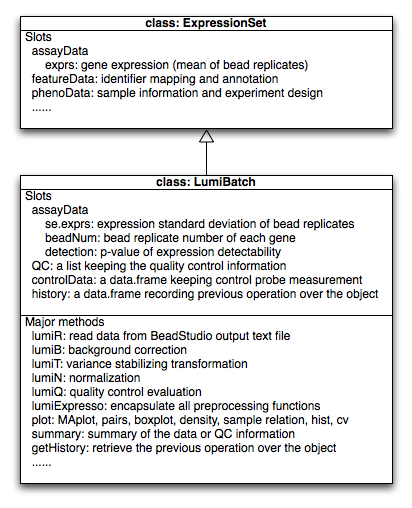 class: ExpressionSet
Slots
assayData
exprs: gene expression (mean of bead replicates)
featureData: identifier mapping and annotation
phenoData: sample information and experiment design
......
class: LumiBatch
Slots
assayData
se.exprs: expression standard deviation of bead replicates
beadNum: bead replicate number of each gene
detection: p-value of expression detectability
QC: a list keeping the quality control information
controlData: a data.frame keeping control probe measurement
history: a data.frame recording previous operation over the object
Major methods
lumiR: read data from BeadStudio output text file
lumiB: background correction
lumiT: variance stabilizing transformation
lumiN: normalization
lumiQ: quality control evaluation
lumiExpresso: encapsulate all preprocessing functions
plot: MAplot, pairs, boxplot, density, sample relation, hist, cv
summary: summary of the data or QC information
getHistory: retrieve the previous operation over the object
......